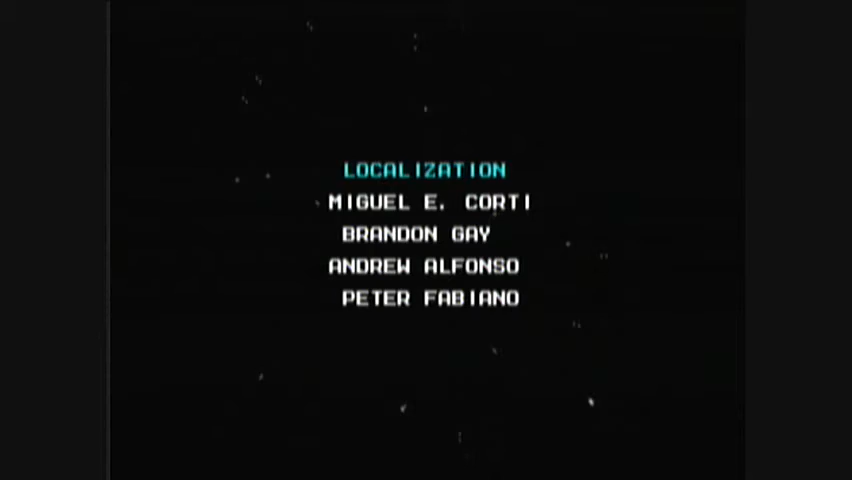 LOCALIZATION
MIGUEL E. CORTI
BRANDON GAY
ANDREW ALFONSO
PETER FABIANO